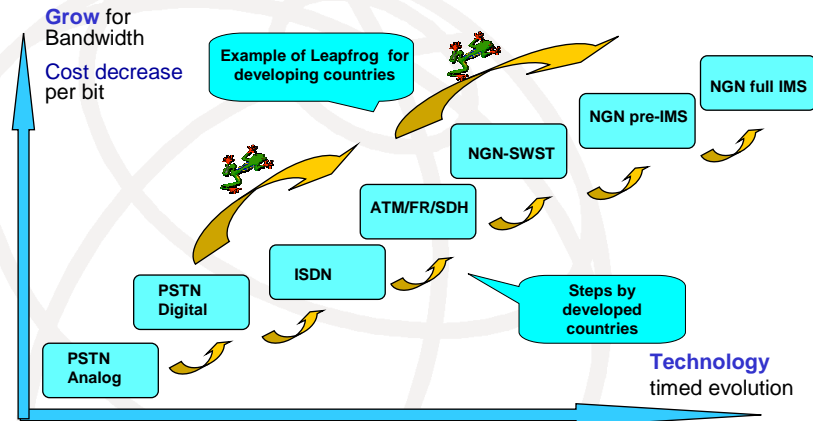 Grow for
Bandwidth
Cost decrease
per bit
Example of Leapfrog for
developing countries
NGN full IMS
NGN pre-IMS
NGN-SWST
ATM/FR/SDH
ISDN
PSTN
Digital
PSTN
Analog
Steps by
developed
countries
Technology
timed evolution